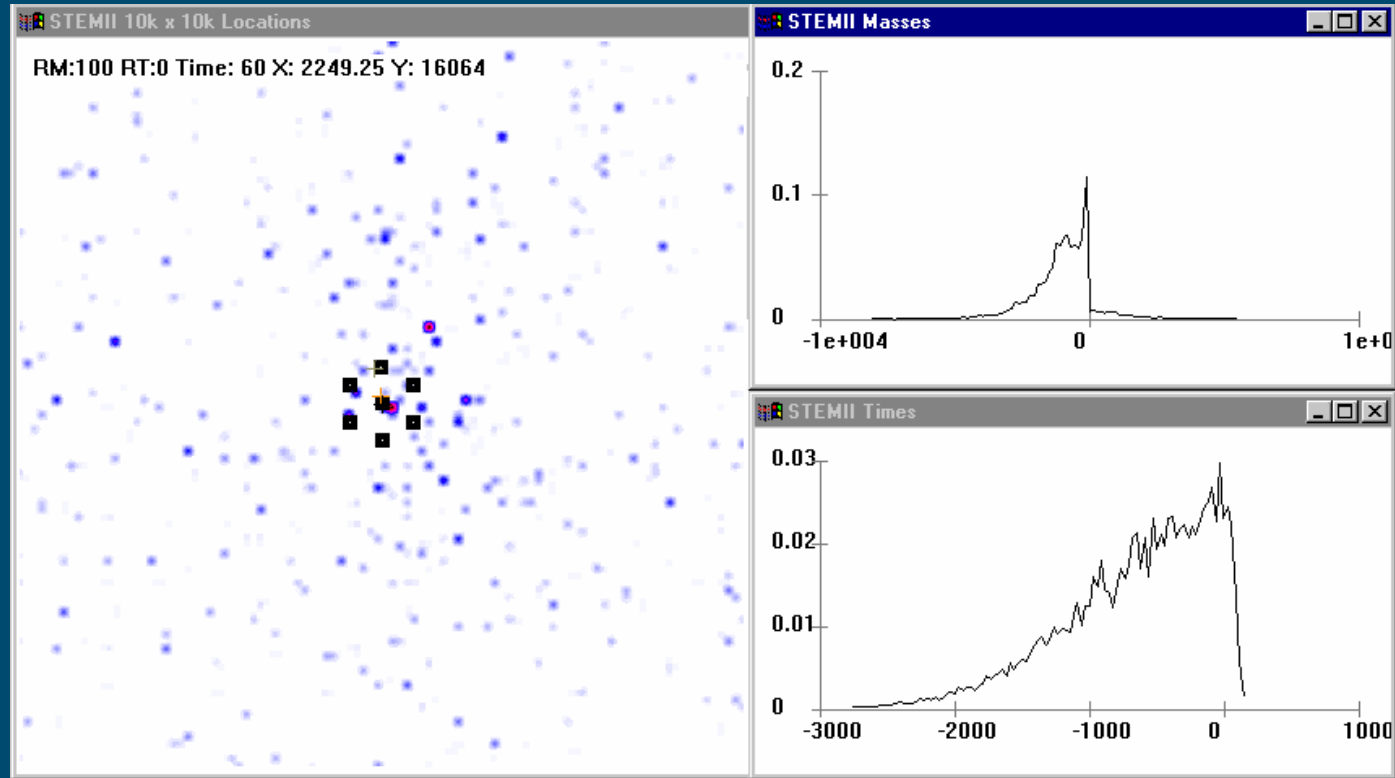 STEMII 10k x 10k Locations
RM:100 RT:0 Time: 60 X: 2249.25 Y: 16064
STEMII Masses
0.2
0.1
0
-1e+004
0
1e+0
STEMII Times
0.03
0.02
0.01
0
-3000
-2000
-1000
0
1000